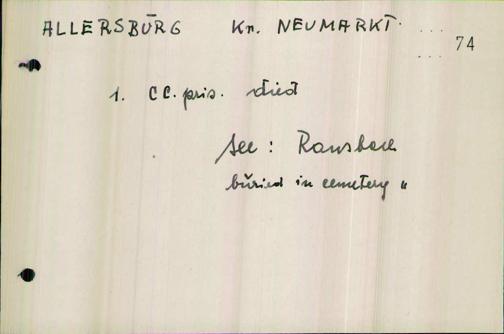 ALLERSBURG Kr. NEUMARKT.
74
1. CC. pris. died
see : Ransbach
buried in cemetery "